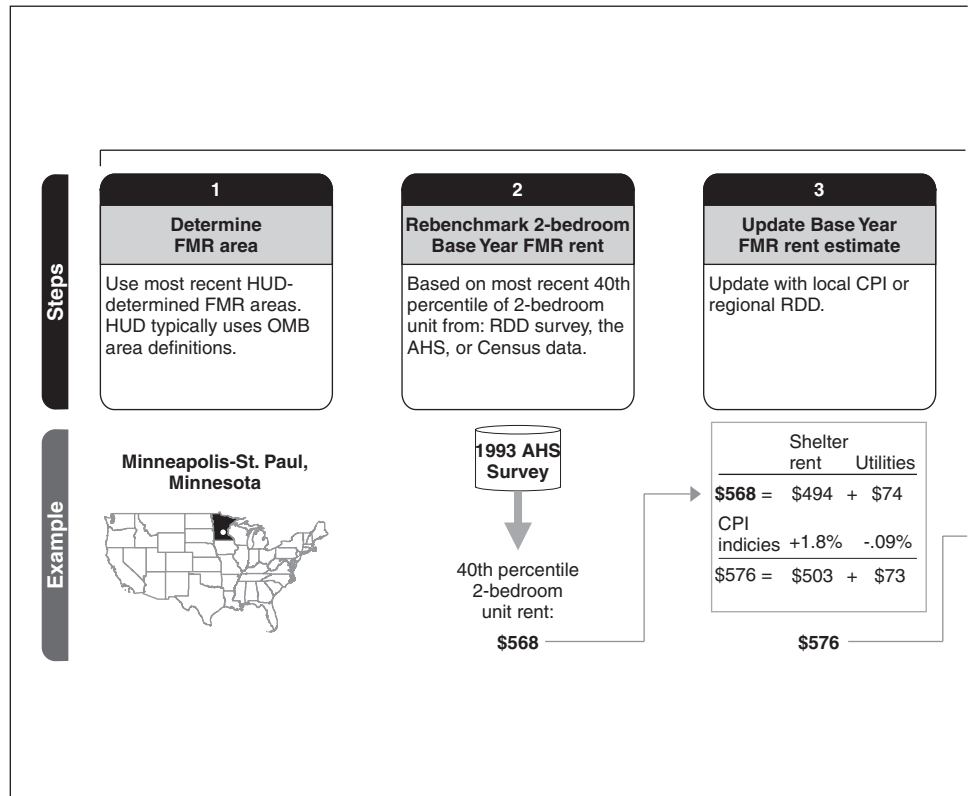 Steps
1
Determine
FMR area
Use most recent HUD-
determined FMR areas.
HUD typically uses OMB
area definitions.
2
Rebenchmark 2-bedroom
Base Year FMR rent
Based on most recent 40th
percentile of 2-bedroom
unit from: RDD survey, the
AHS, or Census data.
3
Update Base Year
FMR rent estimate
Update with local CPI or
regional RDD.
Example
Minneapolis-St. Paul,
Minnesota
1993 AHS
Survey
40th percentile
2-bedroom
unit rent:
$568
Shelter
rent Utilities
$568 = $494 + $74
CPI
indicies +1.8% -.09%
$576 = $503 + $73
$576